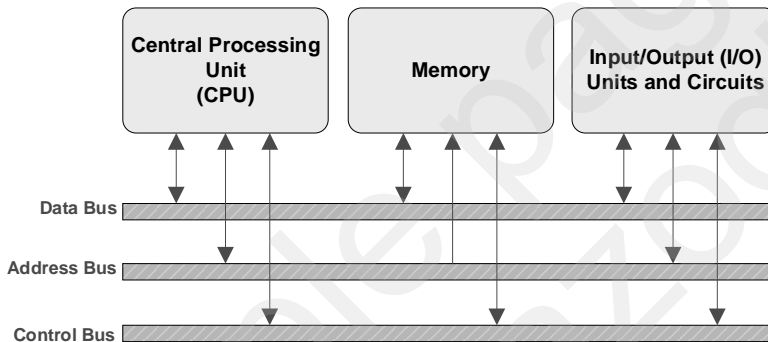 Central Processing
Unit
(CPU)
Memory
Input/Output (I/O)
Units and Circuits
Data Bus
Address Bus
Control Bus